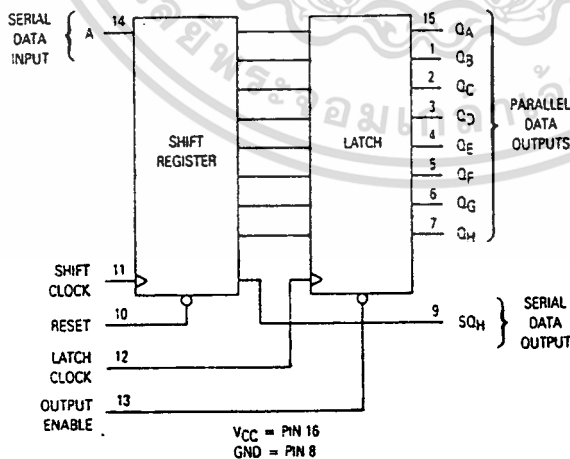 SERIAL
DATA
INPUT
A
14
SHIFT
REGISTER
LATCH
15 QA
1 QB
2 QC
3 QD
4 QE
5 QF
6 QG
7 QH
PARALLEL
DATA
OUTPUTS
SHIFT
CLOCK
11
RESET
10
LATCH
CLOCK
12
OUTPUT
ENABLE
13
9 SQH
SERIAL
DATA
OUTPUT
VCC = PIN 16
GND = PIN 8